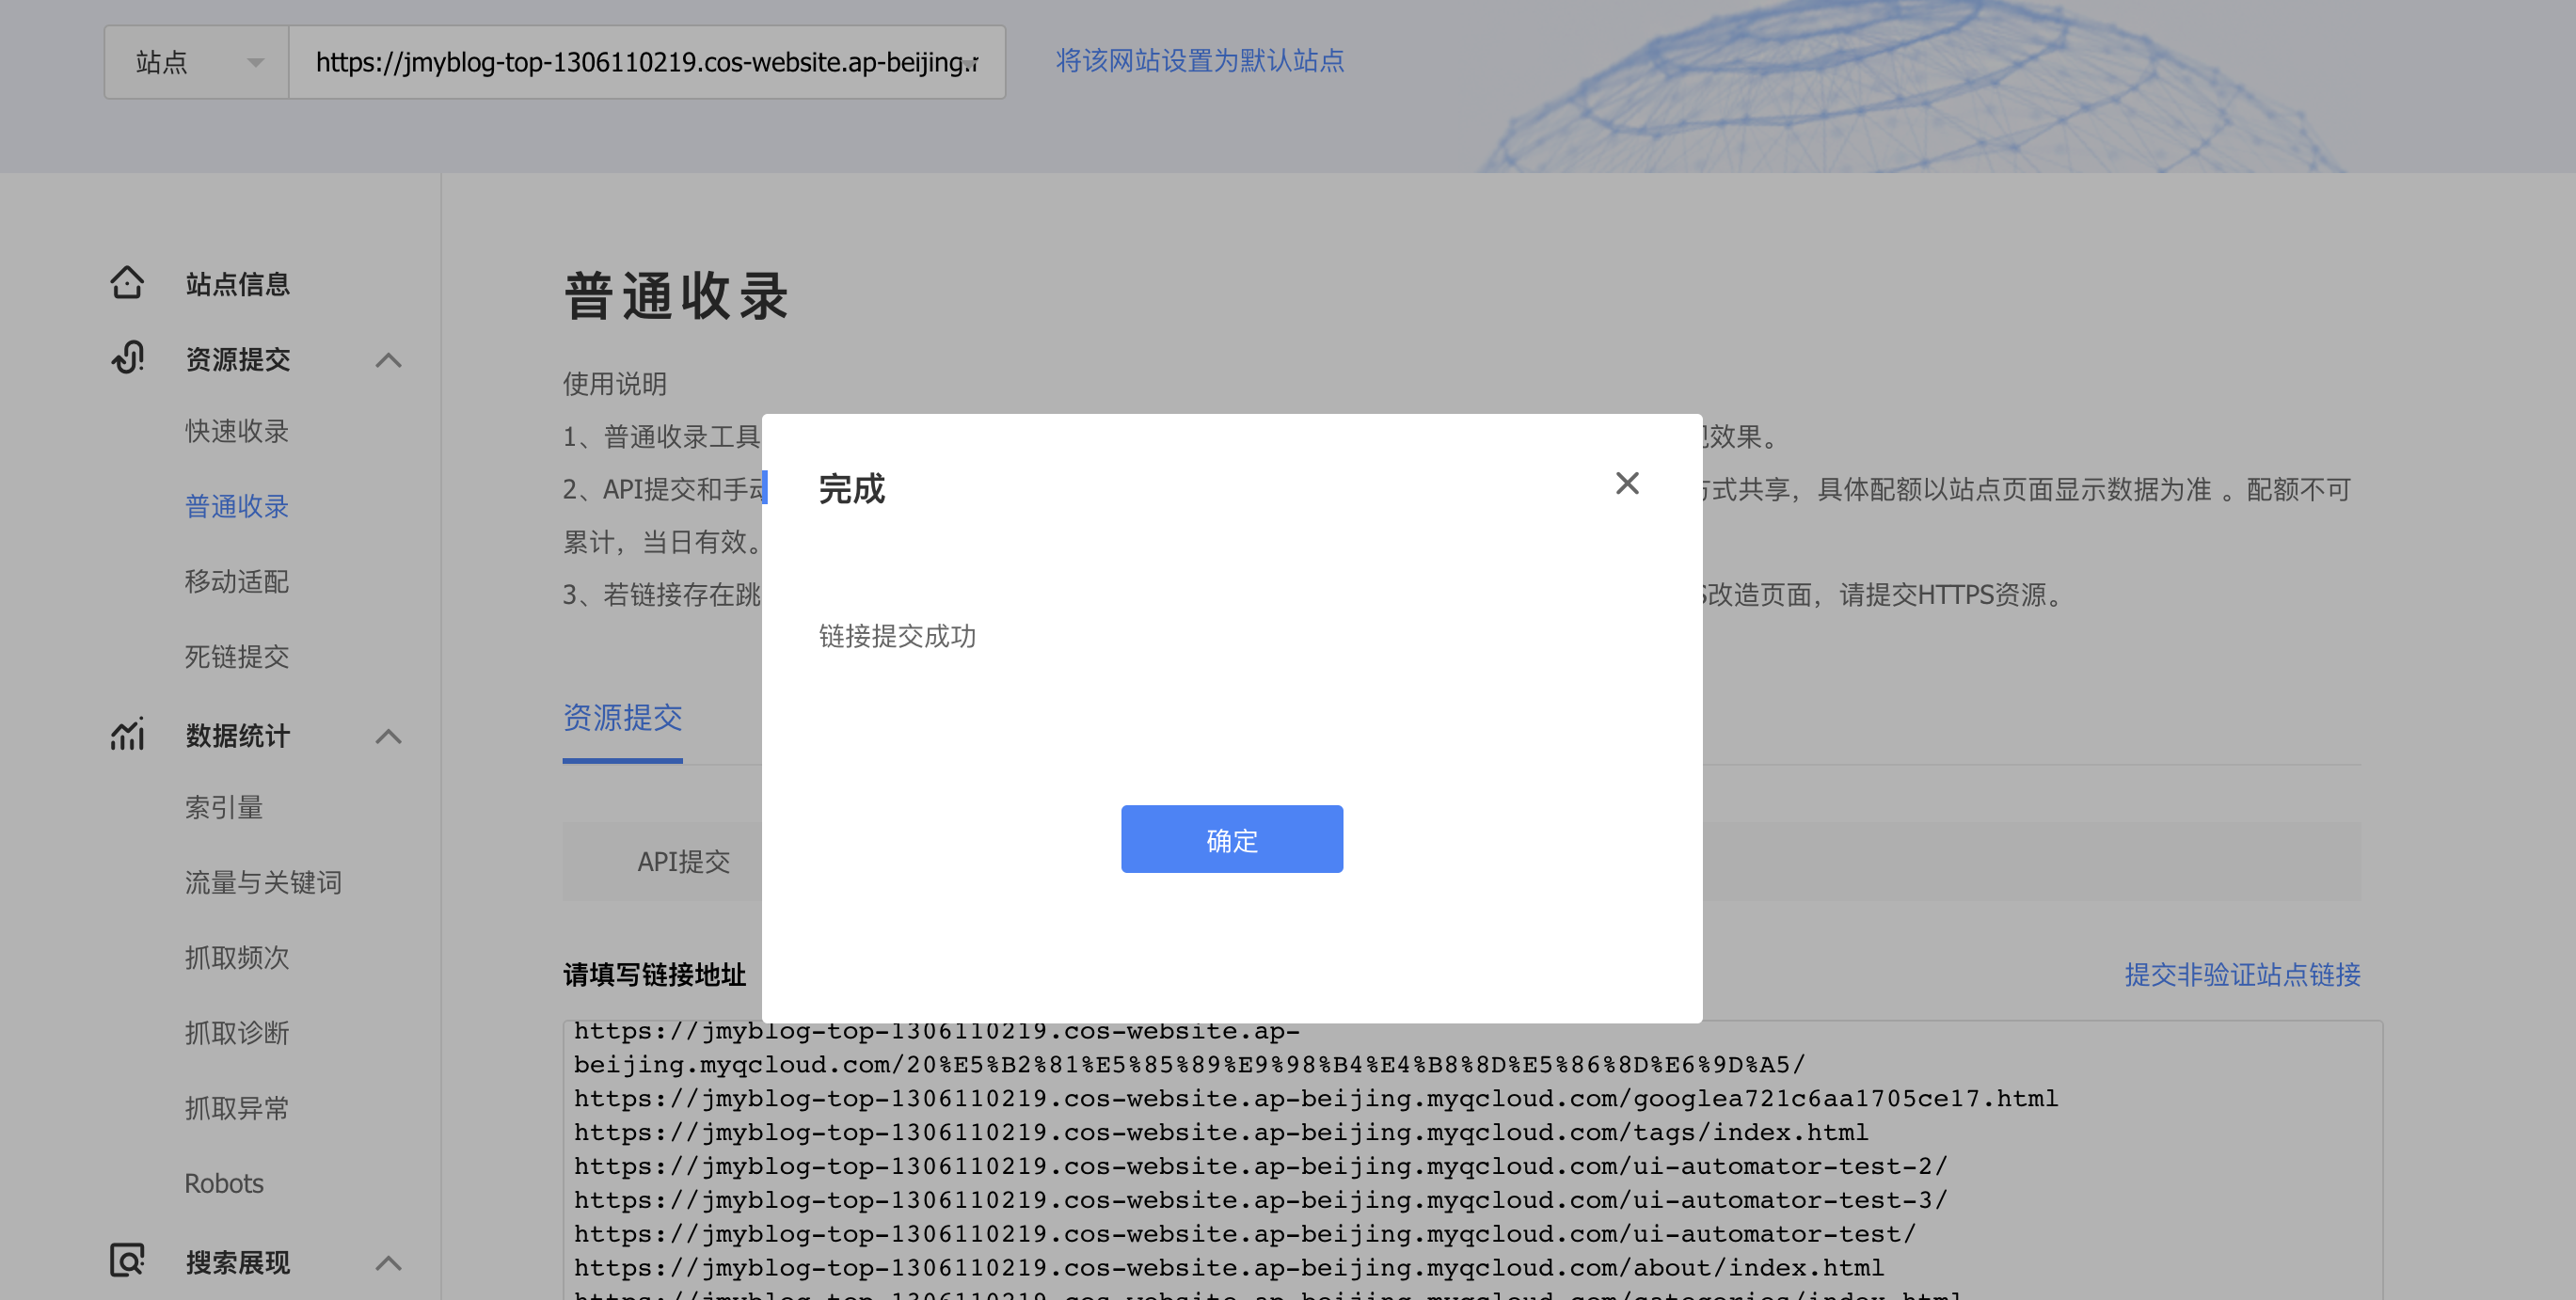 站点
https://jmyblog-top-1306110219.cos-website.ap-beijing.
将该网站设置为默认站点
站点信息
资源提交
快速收录
普通收录
移动适配
死链提交
数据统计
索引量
流量与关键词
抓取频次
抓取诊断
抓取异常
Robots
搜索展现
普通收录
使用说明
1、普通收录工具 效果。
2、API提交和手 式共享，具体配额以站点页面显示数据为准 。配额不可
累计，当日有效。
3、若链接存在跳 改造页面，请提交HTTPS资源。
完成
链接提交成功
确定
资源提交
API提交
请填写链接地址
提交非验证站点链接
https://jmyblog-top-1306110219.cos-website.ap-
beijing.myqcloud.com/20%E5%B2%81%E5%85%89%E9%98%B4%E4%B8%8D%E5%86%8D%E6%9D%A5/
https://jmyblog-top-1306110219.cos-website.ap-beijing.myqcloud.com/googlea721c6aa1705ce17.html
https://jmyblog-top-1306110219.cos-website.ap-beijing.myqcloud.com/tags/index.html
https://jmyblog-top-1306110219.cos-website.ap-beijing.myqcloud.com/ui-automator-test-2/
https://jmyblog-top-1306110219.cos-website.ap-beijing.myqcloud.com/ui-automator-test-3/
https://jmyblog-top-1306110219.cos-website.ap-beijing.myqcloud.com/ui-automator-test/
https://jmyblog-top-1306110219.cos-website.ap-beijing.myqcloud.com/about/index.html
https://jmyblog-top-1306110219.cos-website.ap-beijing.myqcloud.com/categories/index.html